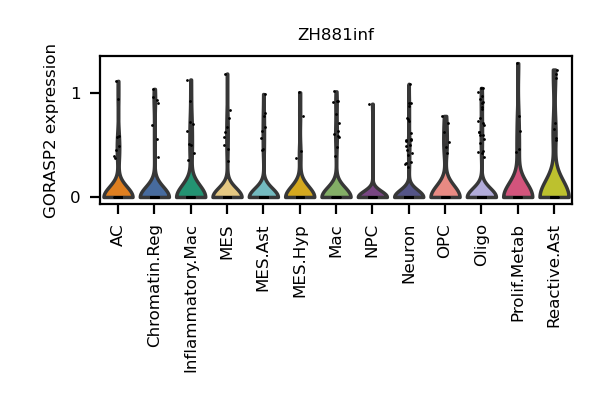 ZH881inf
GORASP2 expression
1
0
AC
Chromatin.Reg
Inflammatory.Mac
MES
MES.Ast
MES.Hyp
Mac
NPC
Neuron
OPC
Oligo
Prolif.Metab
Reactive.Ast